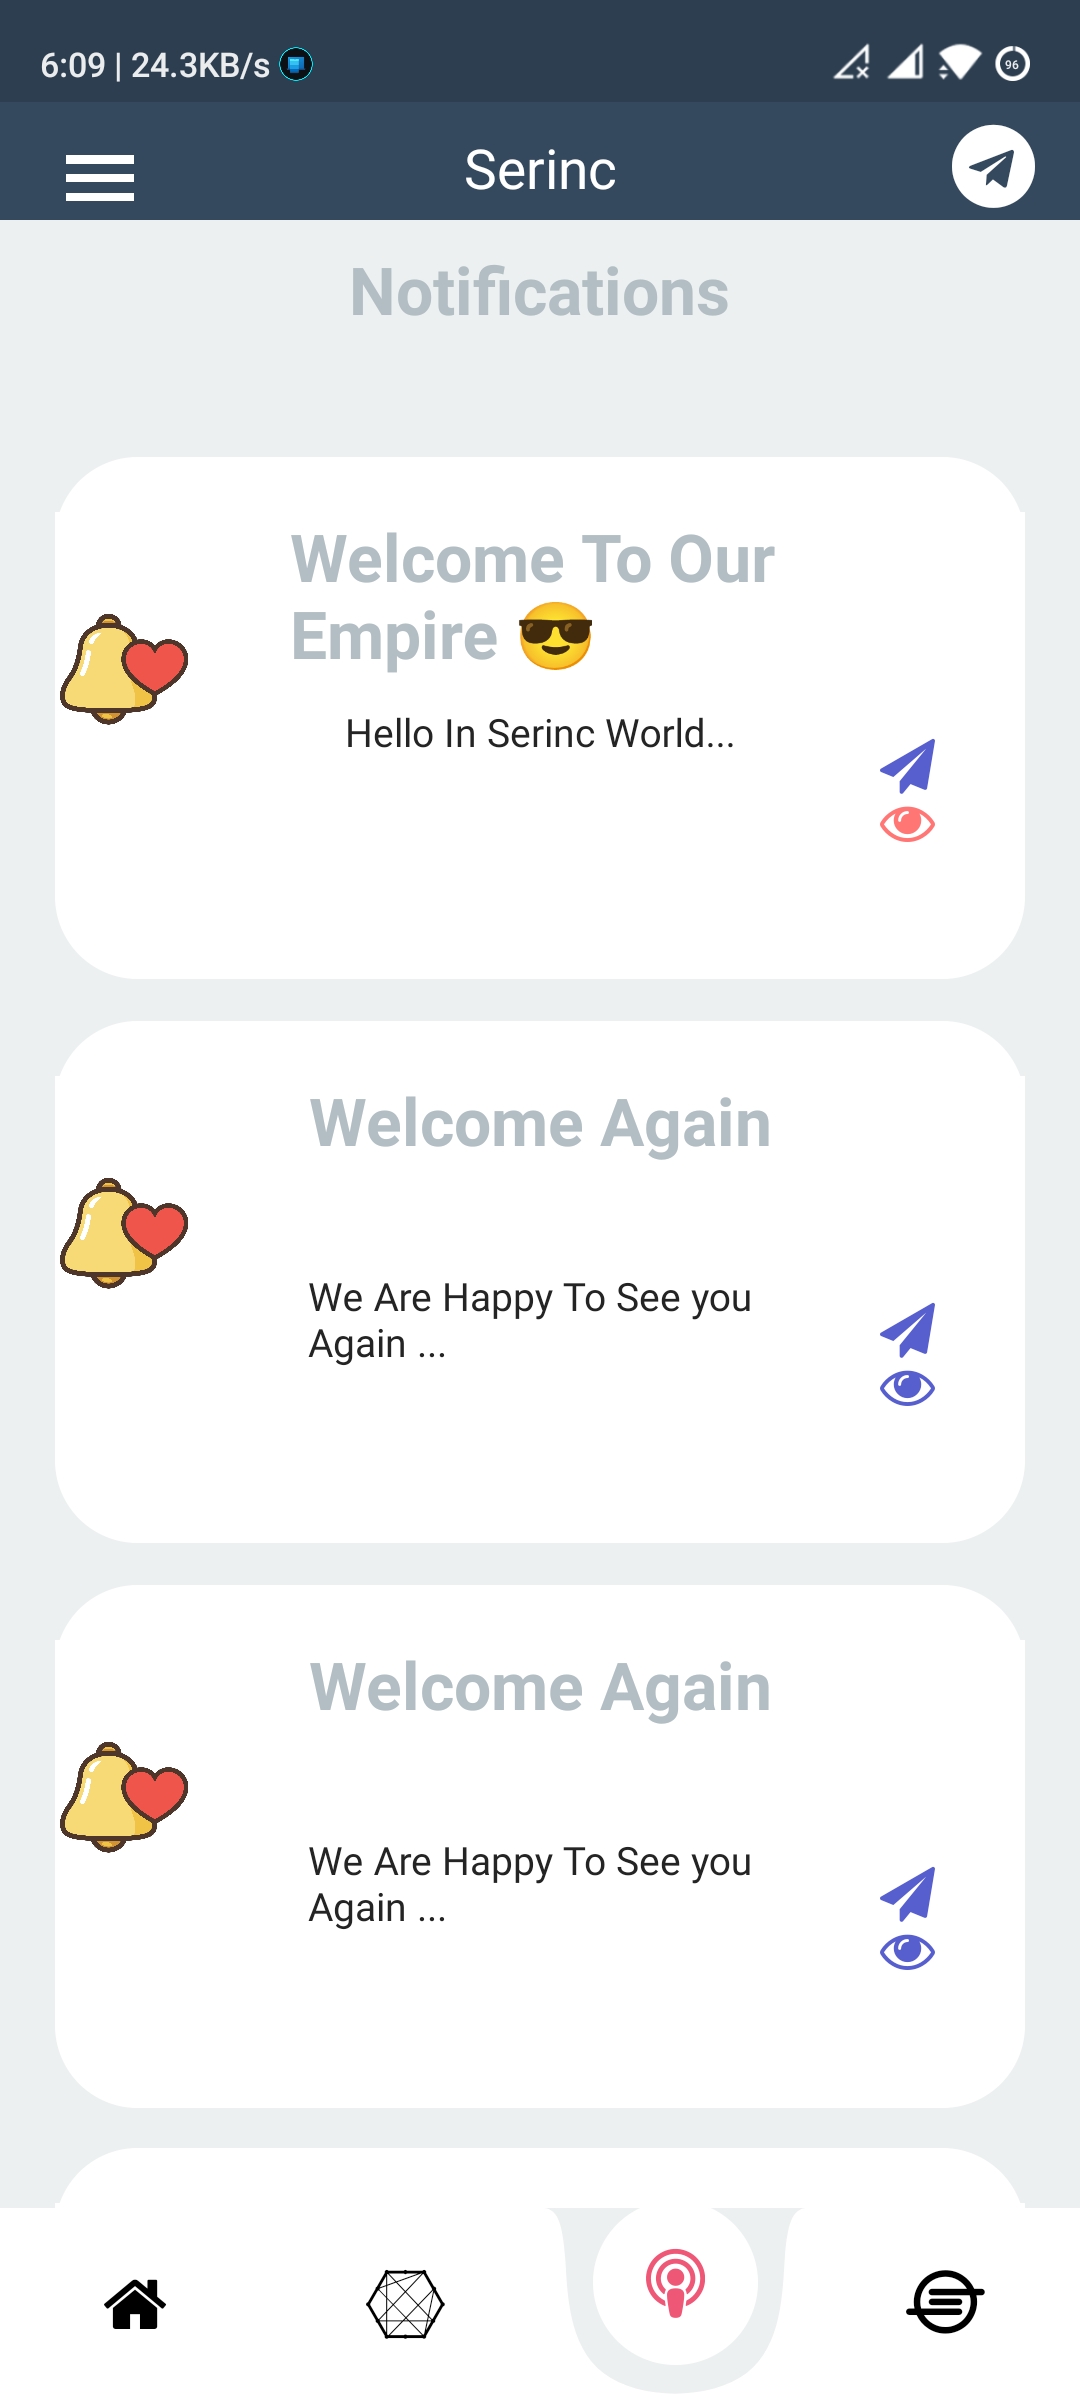 6:09 | 24.3KB/s
96
Serinc
Notifications
Welcome To Our
Empire 😎
Hello In Serinc World...
Welcome Again
We Are Happy To See you
Again ...
Welcome Again
We Are Happy To See you
Again ...